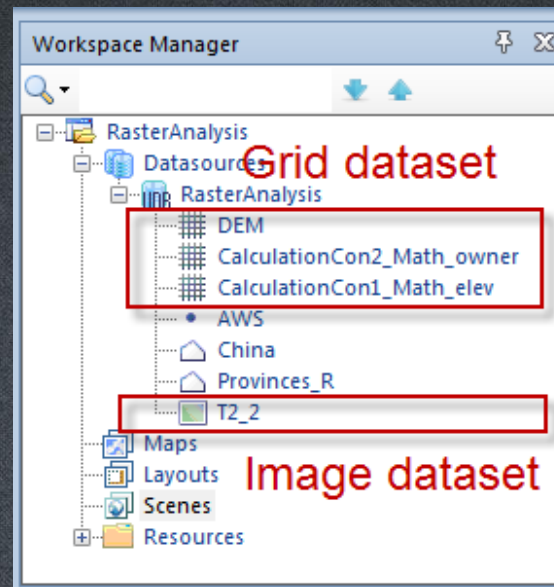 Workspace Manager
RasterAnalysis
Datasources
Grid dataset
UDB RasterAnalysis
DEM
CalculationCon2_Math_owner
CalculationCon1_Math_elev
AWS
China
Provinces_R
T2_2
Maps
Layouts
Image dataset
Scenes
Resources